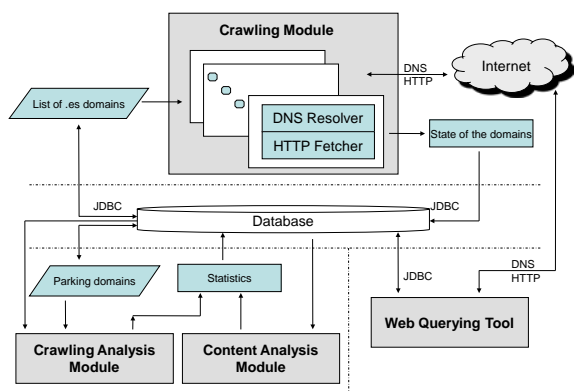 Crawling Module
DNS
HTTP
Internet
List of .es domains
DNS Resolver
HTTP Fetcher
State of the domains
JDBC
JDBC
Database
Parking domains
Statistics
JDBC
DNS
HTTP
Crawling Analysis
Module
Content Analysis
Module
Web Querying Tool